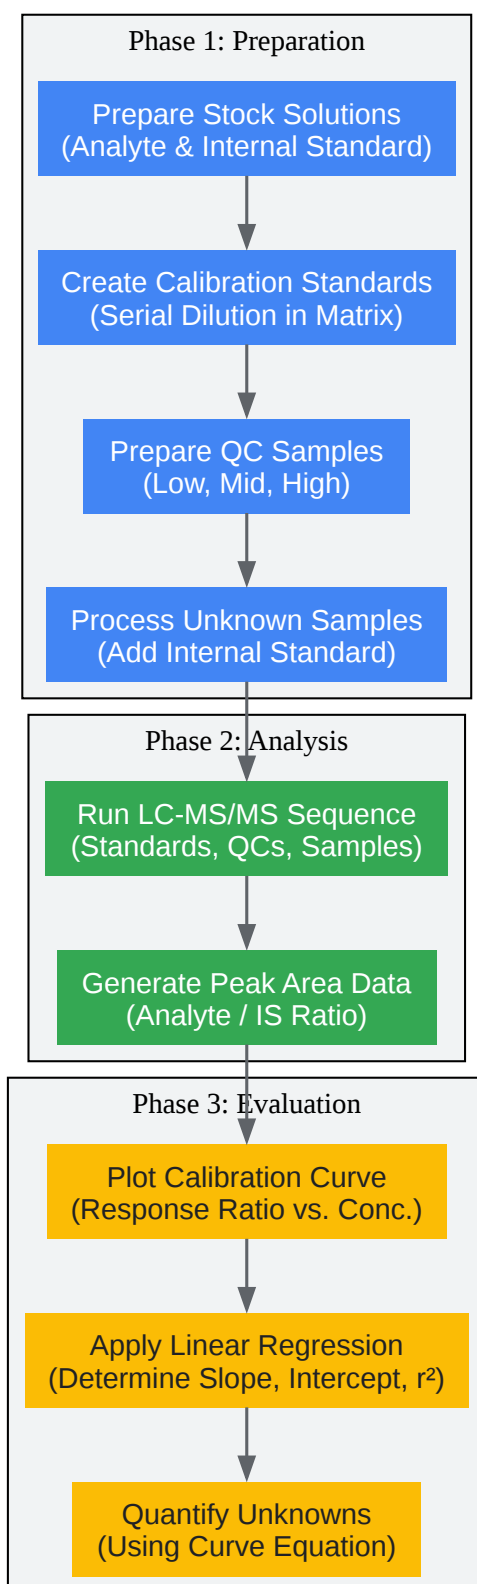 Phase 1: Preparation
Prepare Stock Solutions
(Analyte & Internal Standard)
Create Calibration Standards
(Serial Dilution in Matrix)
Prepare QC Samples
(Low, Mid, High)
Process Unknown Samples
(Add Internal Standard)
Phase 2: Analysis
Run LC-MS/MS Sequence
(Standards, QCs, Samples)
Generate Peak Area Data
(Analyte / IS Ratio)
Phase 3: Evaluation
Plot Calibration Curve
(Response Ratio vs. Conc.)
Apply Linear Regression
(Determine Slope, Intercept, r²)
Quantify Unknowns
(Using Curve Equation)